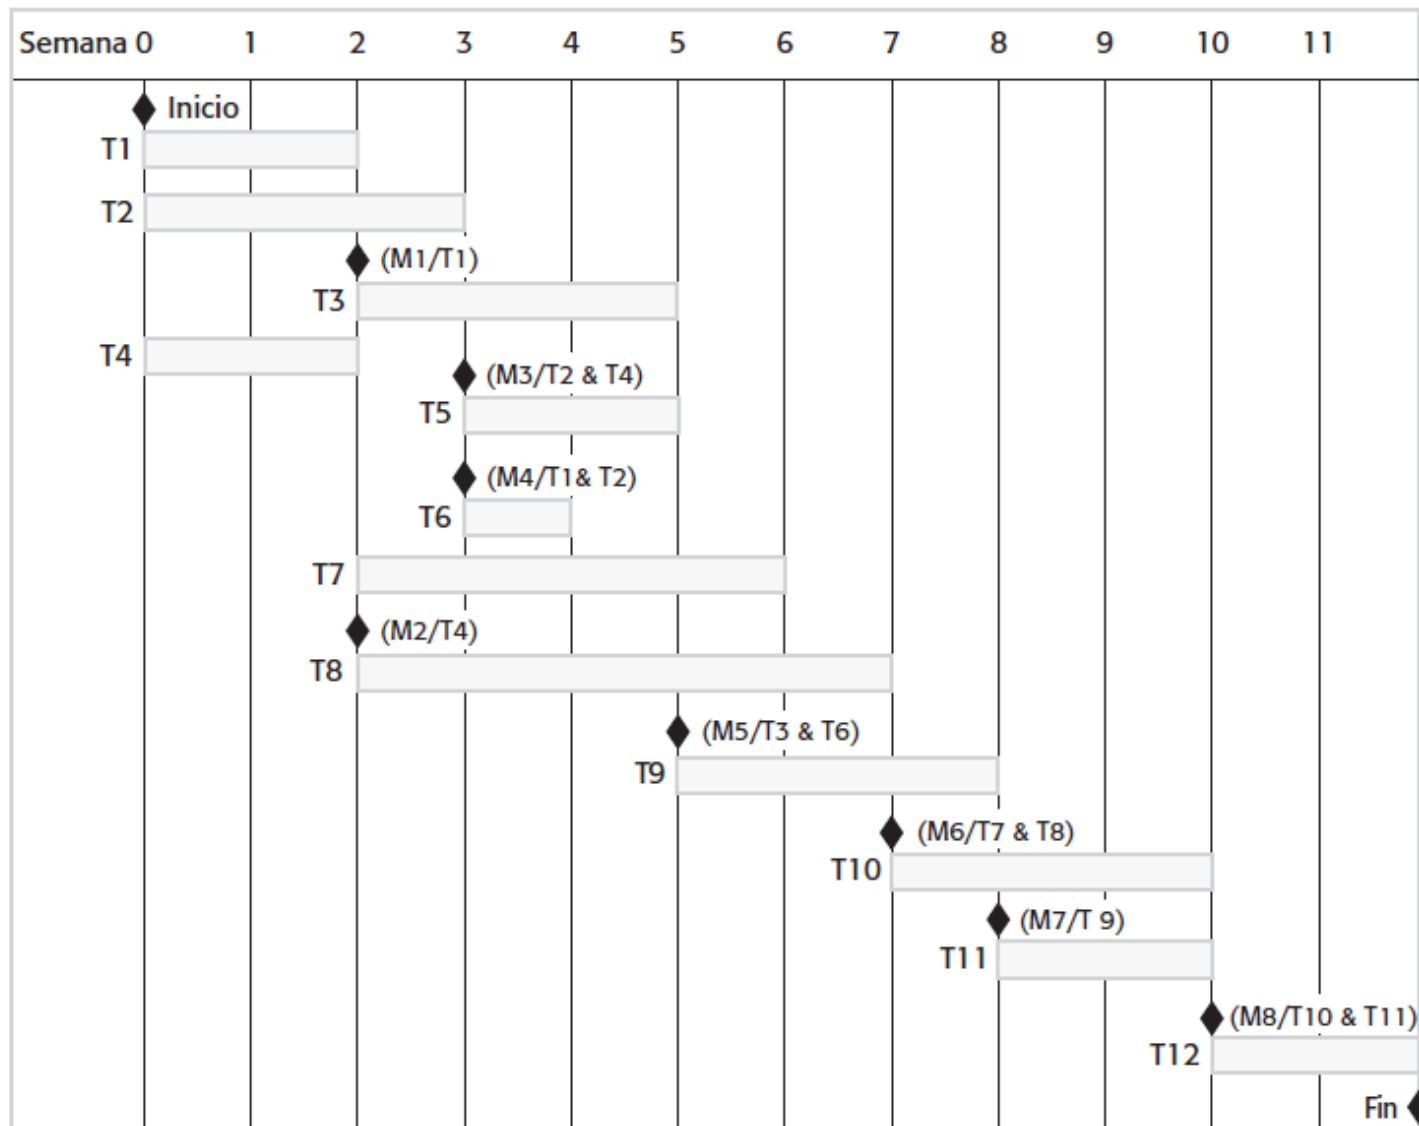 Semana 0 1 2 3 4 5 6 7 8 9 10 11
Inicio
T1
T2
(M1/T1)
T3
T4
(M3/T2 & T4)
T5
(M4/T1& T2)
T6
T7
(M2/T4)
T8
(M5/T3 & T6)
T9
(M6/T7 & T8)
T10
(M7/T 9)
T11
(M8/T10 & T11)
T12
Fin